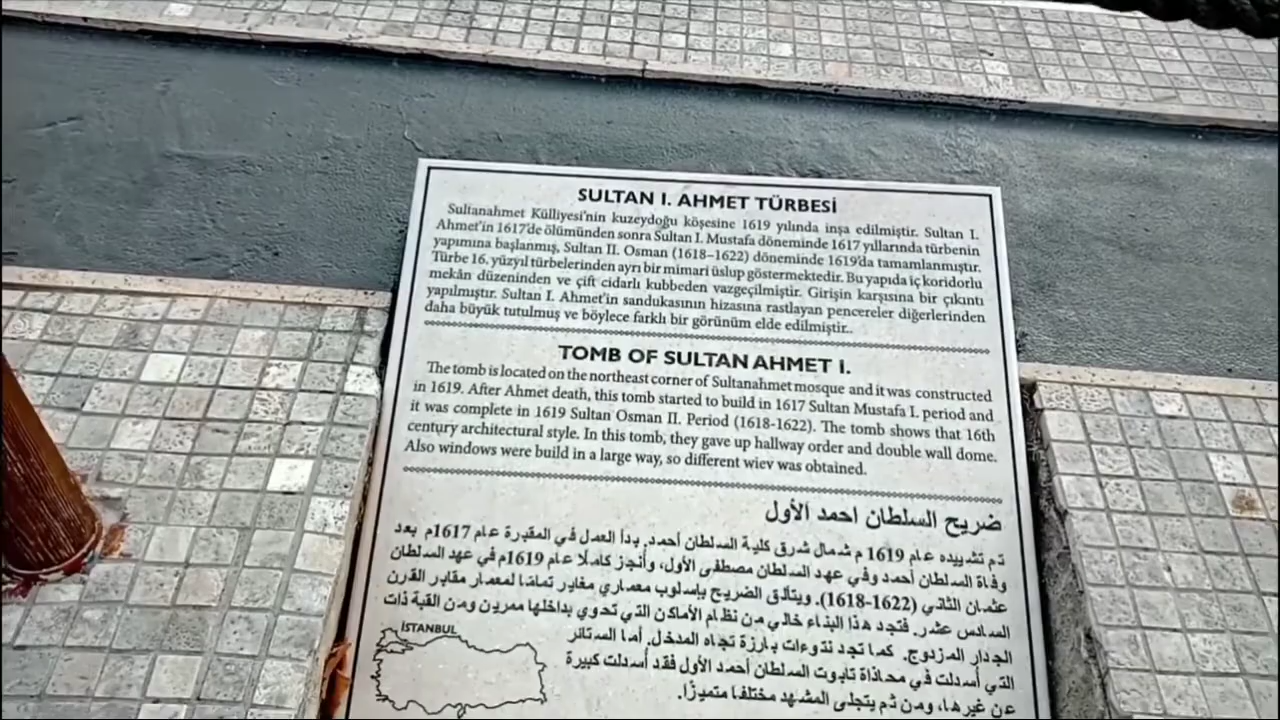 SULTAN I. AHMET TÜRBESİ
Sultanahmet Külliyesi'nin kuzeydoğu köşesine 1619 yılında inşa edilmiştir. Sultan I.
Ahmet'in 1617'de ölümünden sonra Sultan I. Mustafa döneminde 1617 yıllarında türbenin
yapımına başlanmış, Sultan II. Osman (1618–1622) döneminde 1619'da tamamlanmıştır.
Türbe 16. yüzyıl türbelerinden ayrı bir mimari üslup göstermektedir. Bu yapıda iç koridorlu
mekân düzeninden ve çift cidarlı kubbeden vazgeçilmiştir. Girişin karşısına bir çıkıntı
yapılmıştır. Sultan I. Ahmet'in sandukasının hizasına rastlayan pencereler diğerlerinden
daha büyük tutulmuş ve böylece farklı bir görünüm elde edilmiştir..
TOMB OF SULTAN AHMET I.
The tomb is located on the northeast corner of Sultanahmet mosque and it was constructed
in 1619. After Ahmet death, this tomb started to build in 1617 Sultan Mustafa I. period and
it was complete in 1619 Sultan Osman II. Period (1618-1622). The tomb shows that 16th
century architectural style. In this tomb, they gave up hallway order and double wall dome.
Also windows were build in a large way, so different wiev was obtained.
ضريح السلطان احمد الأول
تم تشييده عام 1619 م شمال شرق كلية السلطان أحمد. بدأ العمل في المقبرة عام 1617م بعد
وفاة السلطان أحمد وفي عهد السلطان مصطفى الأول، وأنجز كاملا عام 1619م في عهد السلطان
عثمان الثاني (1622-1618). ويتألق الضريح بإسلوب معماري مغاير تماما لمعمار مقابر القرن
السادس عشر. فتجد هذا البناء خالي من نظام الأماكن التي تحوي بداخلها ممرين ومن القبة ذات
الجدار المزدوج. كما تجد نتوءات بارزة تجاه المدخل. أما الستائر
التي أسدلت في محاذاة تابوت السلطان أحمد الأول فقد أسدلت كبيرة
عن غيرها، ومن ثم يتجلى المشهد مختلفا متميزًا.
İSTANBUL